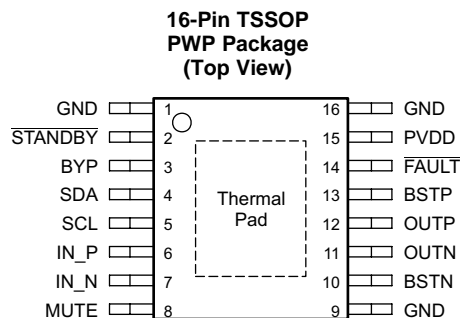 16-Pin TSSOP
PWP Package
(Top View)
GND 1 16 GND
STANDBY 2 15 PVDD
BYP 3 14 FAULT
SDA 4 13 BSTP
SCL 5 12 OUTP
IN_P 6 11 OUTN
IN_N 7 10 BSTN
MUTE 8 9 GND
Thermal
Pad